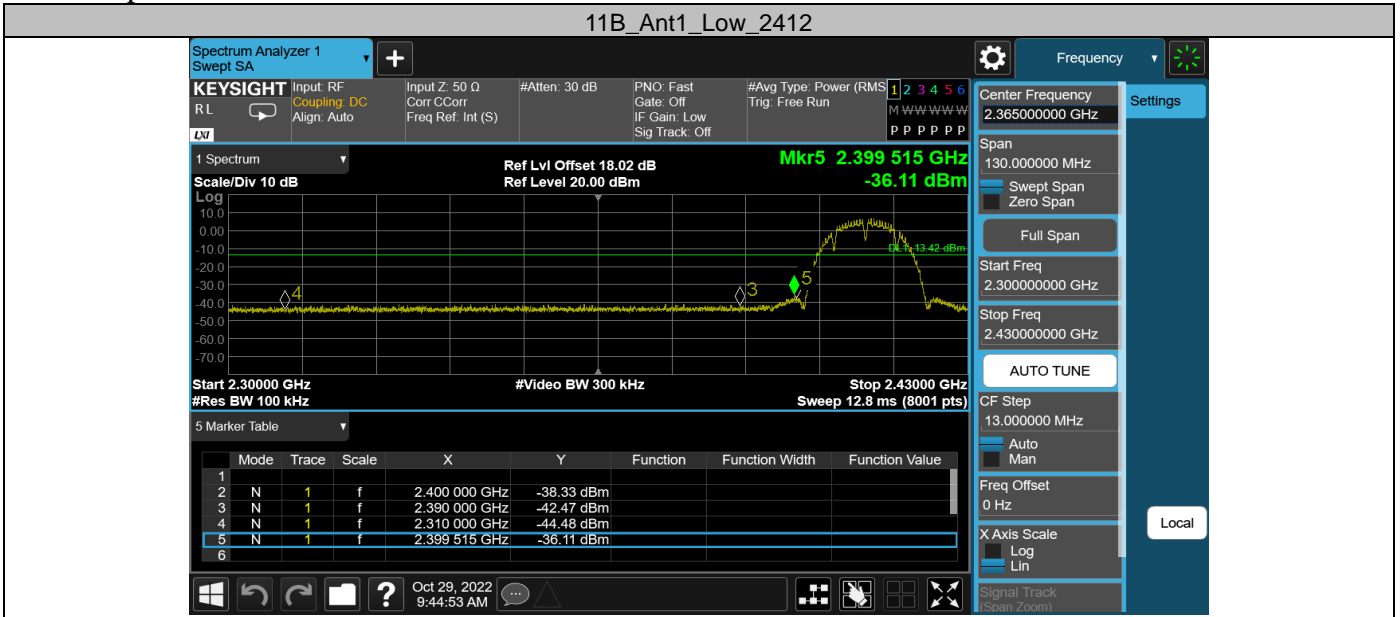 11B_Ant1_Low_2412
Spectrum Analyzer 1
Swept SA
+
Frequency
KEYSIGHT
RL
LXI
Input: RF
Coupling: DC
Align: Auto
Input Z: 50 Ω
Corr CCorr
Freq Ref: Int (S)
#Atten: 30 dB
PNO: Fast
Gate: Off
IF Gain: Low
Sig Track: Off
#Avg Type: Power (RMS
Trig: Free Run
1 2 3 4 5 6
M W W W W W
P P P P P P
Settings
Center Frequency
2.365000000 GHz
Span
130.000000 MHz
Swept Span
Zero Span
Full Span
Start Freq
2.300000000 GHz
Stop Freq
2.430000000 GHz
AUTO TUNE
CF Step
13.000000 MHz
Auto
Man
Freq Offset
0 Hz
X Axis Scale
Log
Lin
Signal Track
(Span Zoom)
Local
1 Spectrum
Scale/Div 10 dB
Ref Lvl Offset 18.02 dB
Ref Level 20.00 dBm
Mkr5 2.399 515 GHz
-36.11 dBm
Log
10.0
0.00
-10.0
-20.0
-30.0
-40.0
-50.0
-60.0
-70.0
DL1 -13.42 dBm
4
3
5
Start 2.30000 GHz
#Res BW 100 kHz
#Video BW 300 kHz
Stop 2.43000 GHz
Sweep 12.8 ms (8001 pts)
5 Marker Table
Mode Trace Scale X Y Function Function Width Function Value
1
2 N 1 f 2.400 000 GHz -38.33 dBm
3 N 1 f 2.390 000 GHz -42.47 dBm
4 N 1 f 2.310 000 GHz -44.48 dBm
5 N 1 f 2.399 515 GHz -36.11 dBm
6
?
Oct 29, 2022
9:44:53 AM